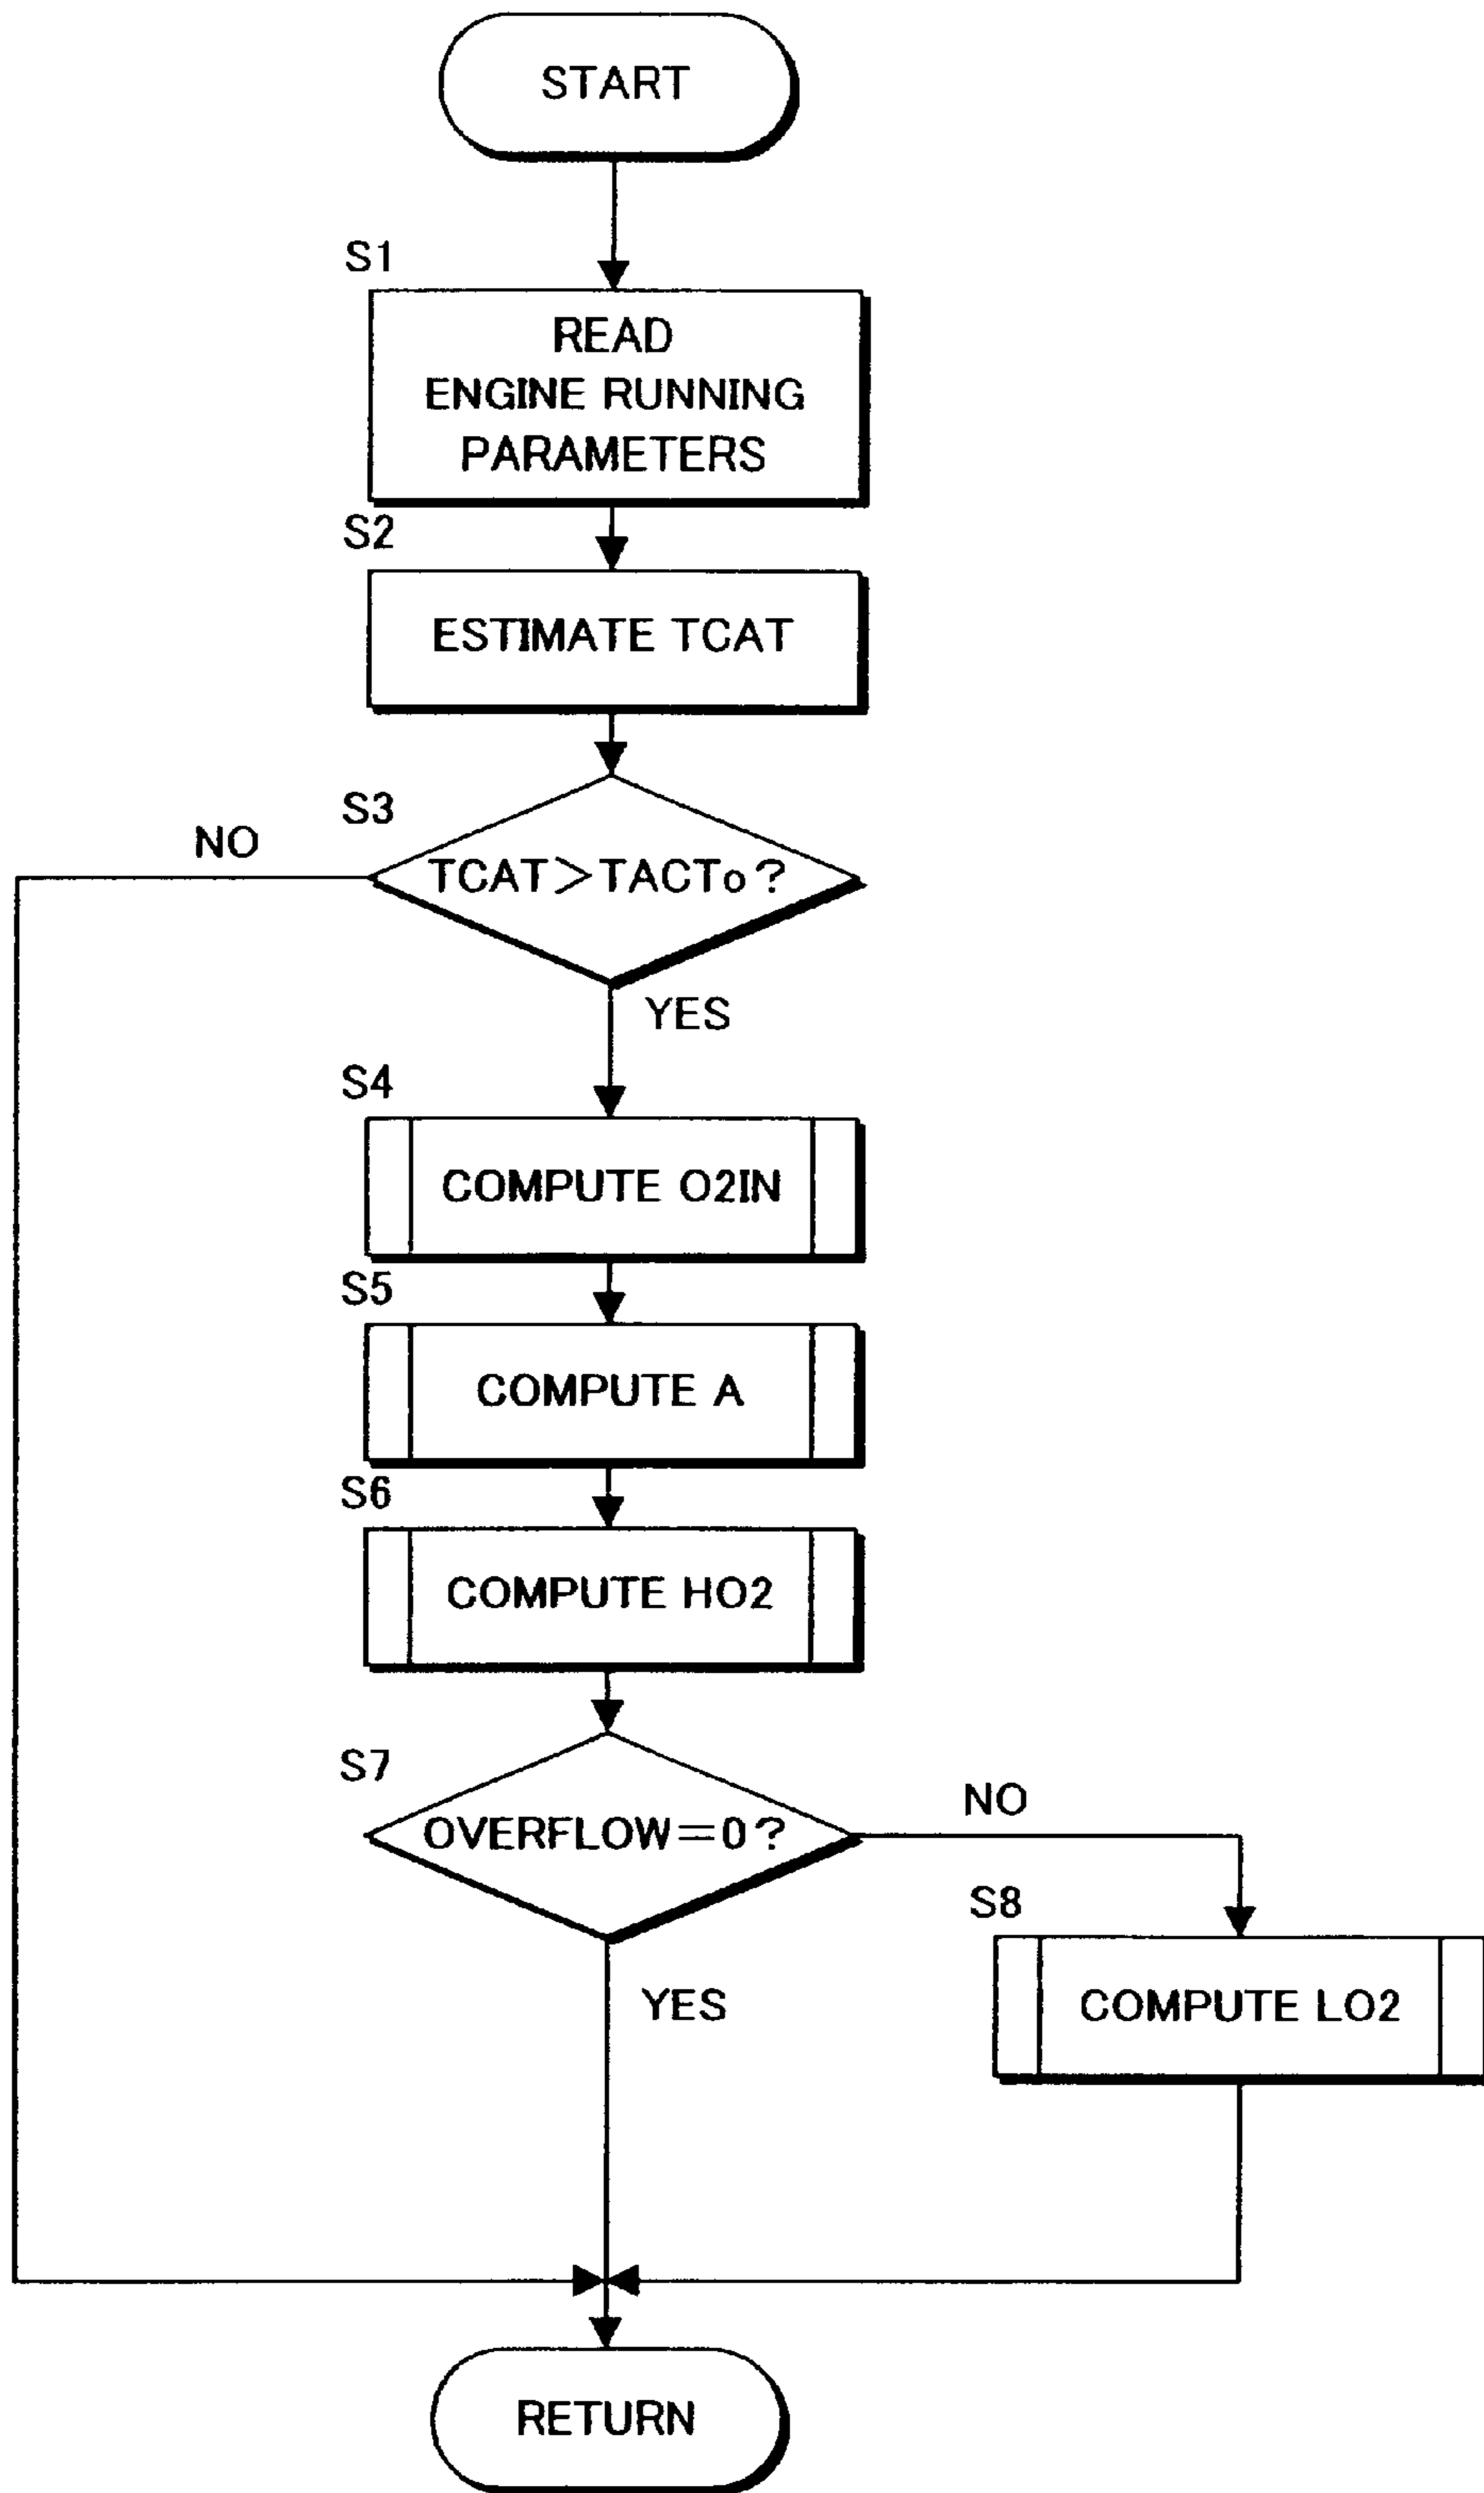 START
S1
READ
ENGINE RUNNING
PARAMETERS
S2
ESTIMATE TCAT
S3
NO
TCAT>TACTo?
YES
S4
COMPUTE O2IN
S5
COMPUTE A
S6
COMPUTE HO2
S7
OVERFLOW=0?
NO
S8
YES
COMPUTE LO2
RETURN